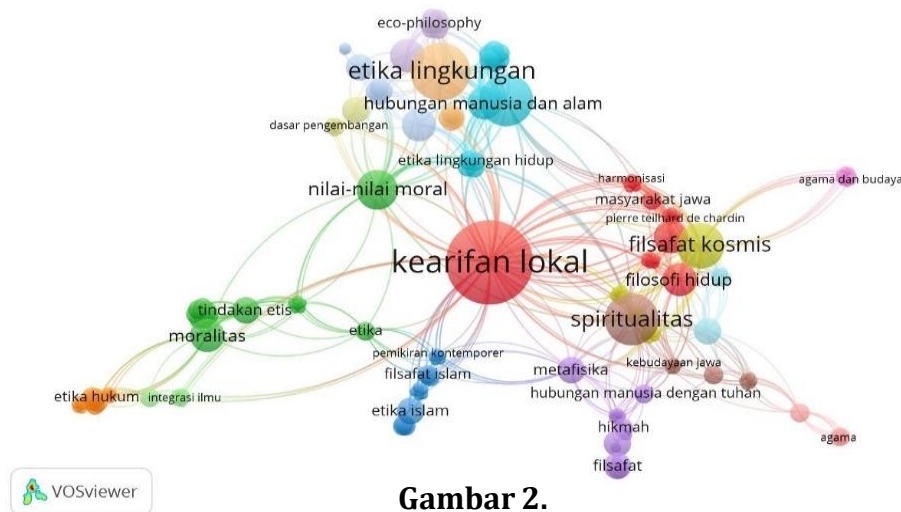 eco-philosophy
etika lingkungan
hubungan manusia dan alam
dasar pengembangan
etika lingkungan hidup
nilai-nilai moral
harmonisasi
agama dan budaya
masyarakat jawa
pierre teilhard de chardin
filsafat kosmis
kearifan lokal
filosofi hidup
tindakan etis
spiritualitas
moralitas
etika
pemikiran kontemporer
kebudayaan jawa
filsafat islam
metafisika
hubungan manusia dengan tuhan
etika hukum
integrasi ilmu
etika islam
hikmah
agama
filsafat
VOSviewer
Gambar 2.